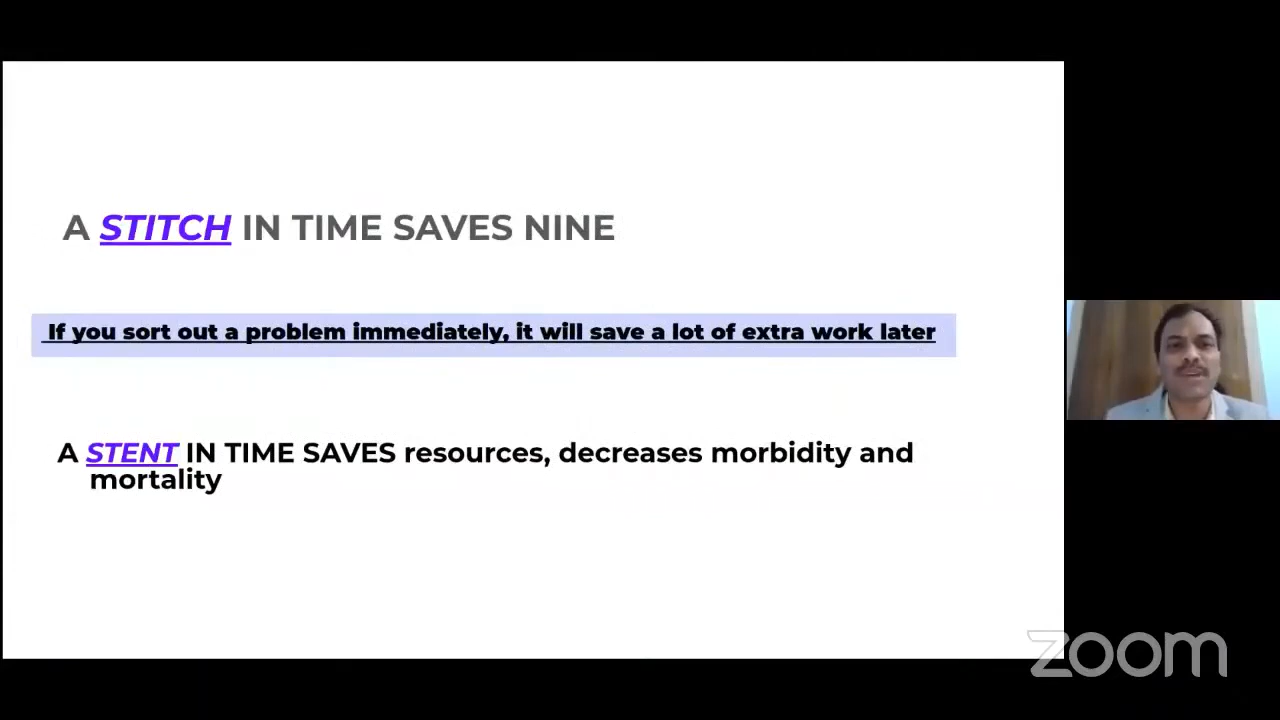 A STITCH IN TIME SAVES NINE
If you sort out a problem immediately, it will save a lot of extra work later
A STENT IN TIME SAVES resources, decreases morbidity and
mortality
zoom